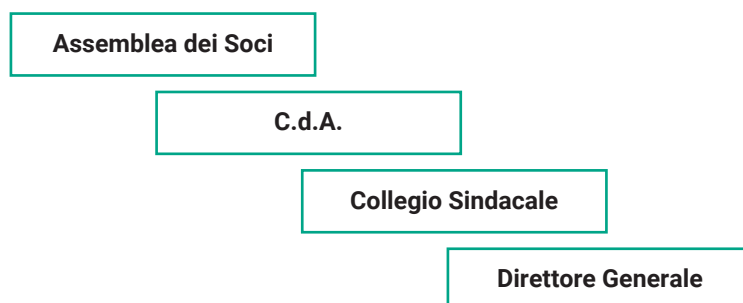 Assemblea dei Soci
C.d.A.
Collegio Sindacale
Direttore Generale